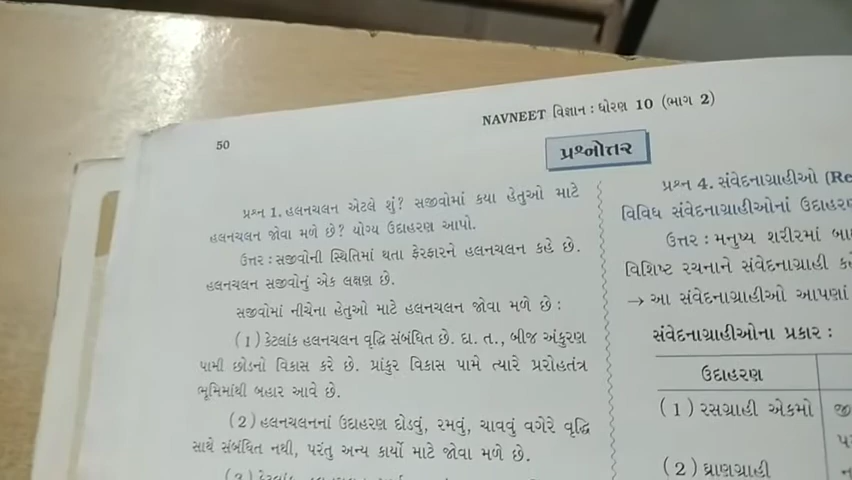 50
NAVNEET વિજ્ઞાન : ધોરણ 10 (ભાગ 2)
પ્રશ્નોત્તર
પ્રશ્ન 1. હલનચલન એટલે શું? સજીવોમાં કયા હેતુઓ માટે
હલનચલન જોવા મળે છે? યોગ્ય ઉદાહરણ આપો.
ઉત્તર : સજીવોની સ્થિતિમાં થતા ફેરફારને હલનચલન કહે છે.
હલનચલન સજીવોનું એક લક્ષણ છે.
સજીવોમાં નીચેના હેતુઓ માટે હલનચલન જોવા મળે છે :
(1) કેટલાંક હલનચલન વૃદ્ધિ સંબંધિત છે. દા. ત., બીજ અંકુરણ
પામી છોડનો વિકાસ કરે છે. પ્રાંકુર વિકાસ પામે ત્યારે પ્રરોહતંત્ર
ભૂમિમાંથી બહાર આવે છે.
(2) હલનચલનનાં ઉદાહરણ દોડવું, રમવું, ચાવવું વગેરે વૃદ્ધિ
સાથે સંબંધિત નથી, પરંતુ અન્ય કાર્યો માટે જોવા મળે છે.
પ્રશ્ન 4. સંવેદનાગ્રાહીઓ
વિવિધ સંવેદનાગ્રાહીઓનાં
ઉત્તર : મનુષ્ય શરીરમાં
વિશિષ્ટ રચનાને સંવેદનાગ્રાહી
→ આ સંવેદનાગ્રાહીઓ આપણાં
સંવેદનાગ્રાહીઓના પ્રકાર :
ઉદાહરણ
(1) રસગ્રાહી એકમો
(2) ઘ્રાણગ્રાહી